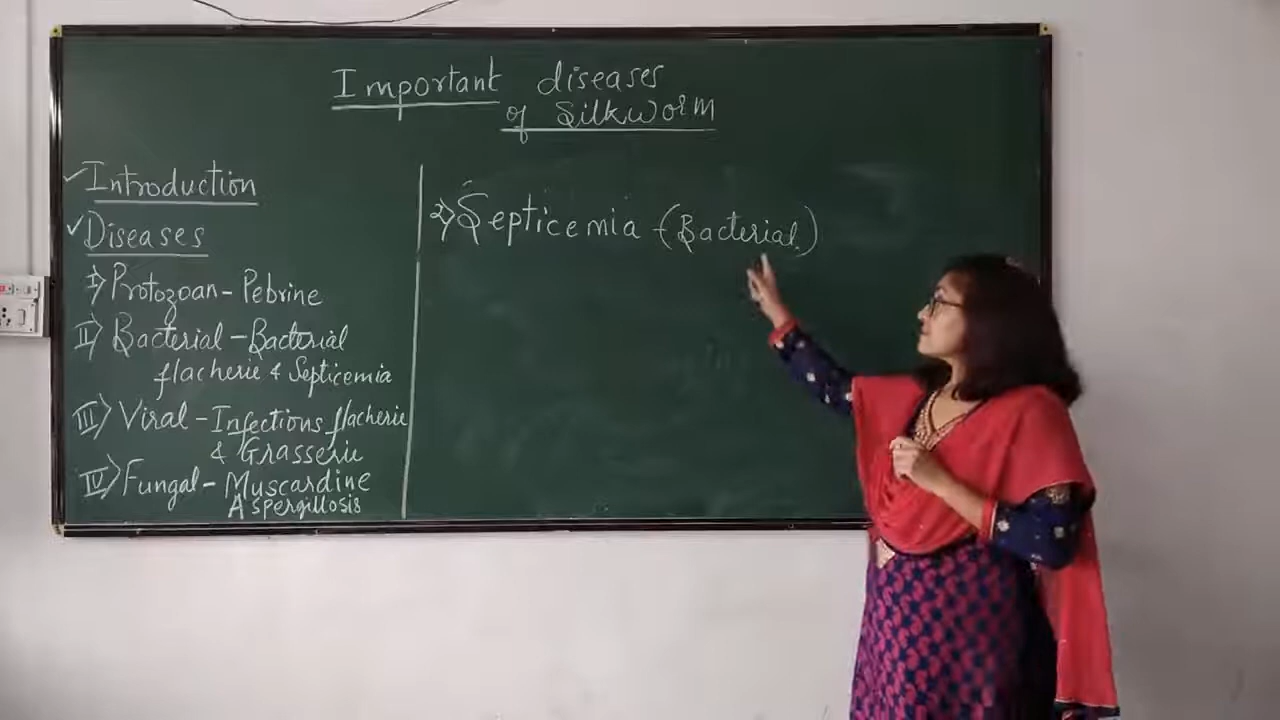 Important diseases
of Silkworm
✓Introduction
✓Diseases
I) Protozoan - Pebrine
II) Bacterial - Bacterial
flacherie & Septicemia
III) Viral - Infections flacherie
& Grasserie
IV) Fungal - Muscardine
Aspergillosis
2) Septicemia - (Bacterial)